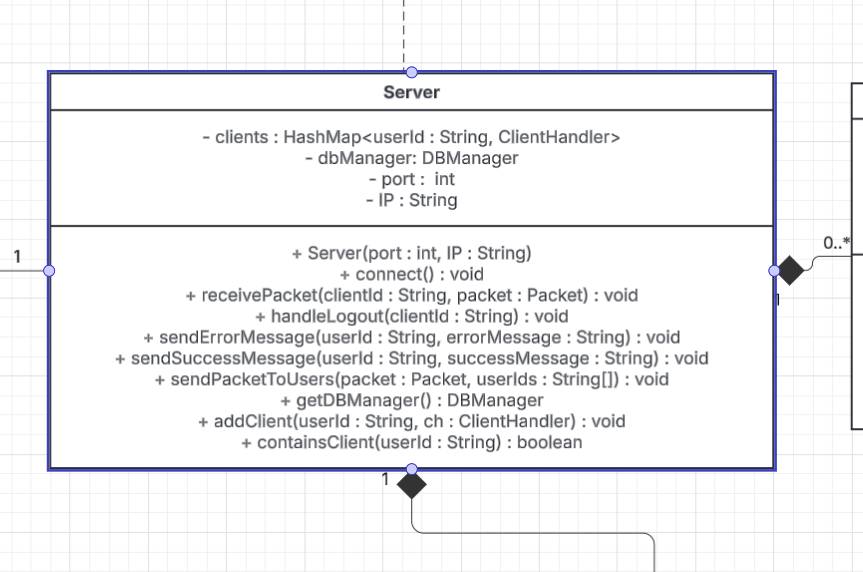 Server
- clients : HashMap<userId : String, ClientHandler>
- dbManager: DBManager
- port :  int
- IP : String
1
0..*
+ Server(port : int, IP : String)
+ connect() : void
+ receivePacket(clientId : String, packet : Packet) : void
+ handleLogout(clientId : String) : void
+ sendErrorMessage(userId : String, errorMessage : String) : void
+ sendSuccessMessage(userId : String, successMessage : String) : void
+ sendPacketToUsers(packet : Packet, userIds : String[]) : void
+ getDBManager() : DBManager
+ addClient(userId : String, ch : ClientHandler) : void
+ containsClient(userId : String) : boolean
1